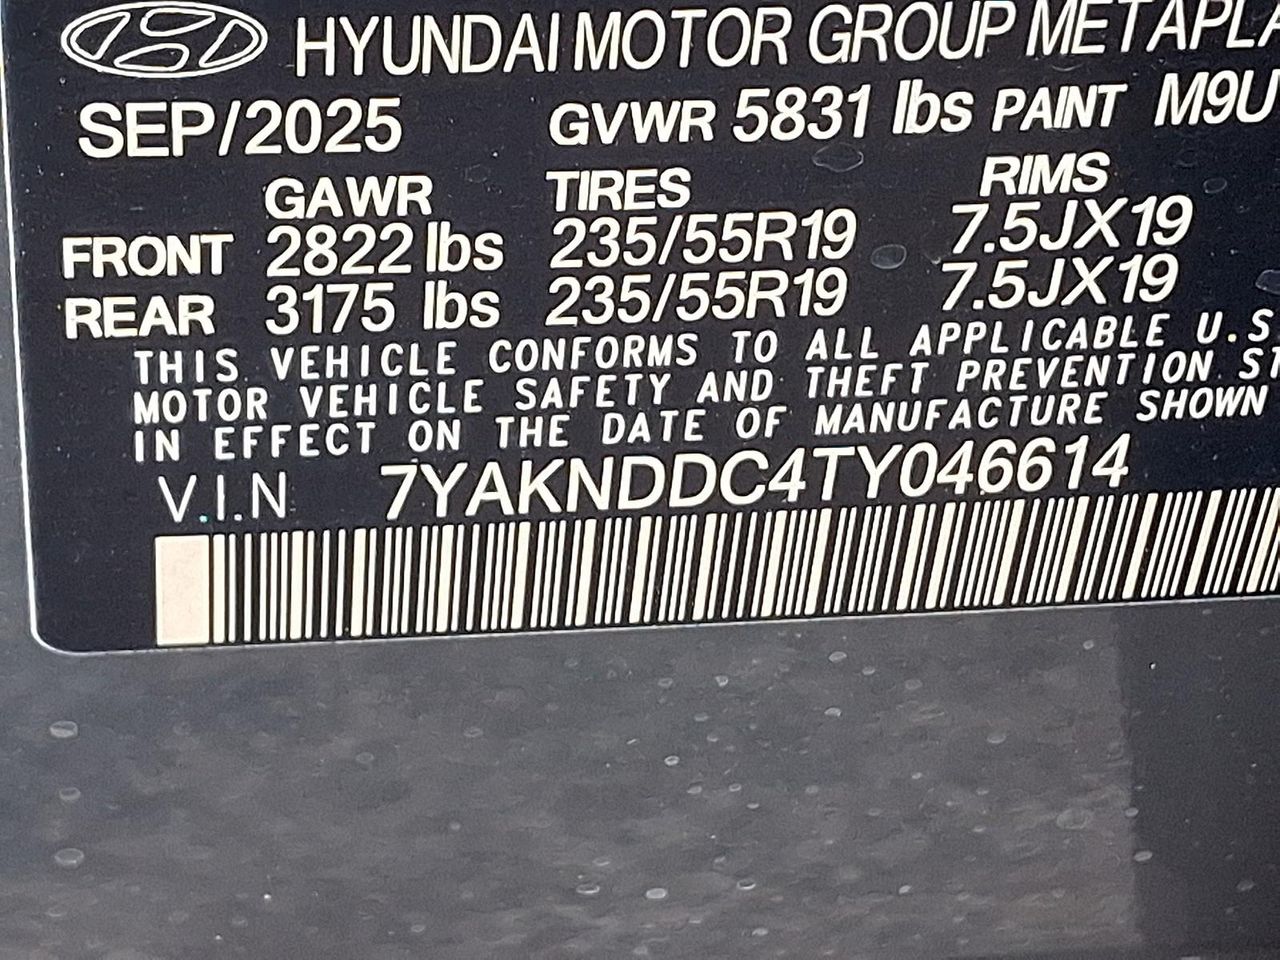 HYUNDAI MOTOR GROUP METAPLA
SEP/2025 GVWR 5831 lbs PAINT M9U
GAWR TIRES RIMS
FRONT 2822 lbs 235/55R19 7.5JX19
REAR 3175 lbs 235/55R19 7.5JX19
THIS VEHICLE CONFORMS TO ALL APPLICABLE U.S
MOTOR VEHICLE SAFETY AND THEFT PREVENTION ST
IN EFFECT ON THE DATE OF MANUFACTURE SHOWN
V.I.N 7YAKNDDC4TY046614